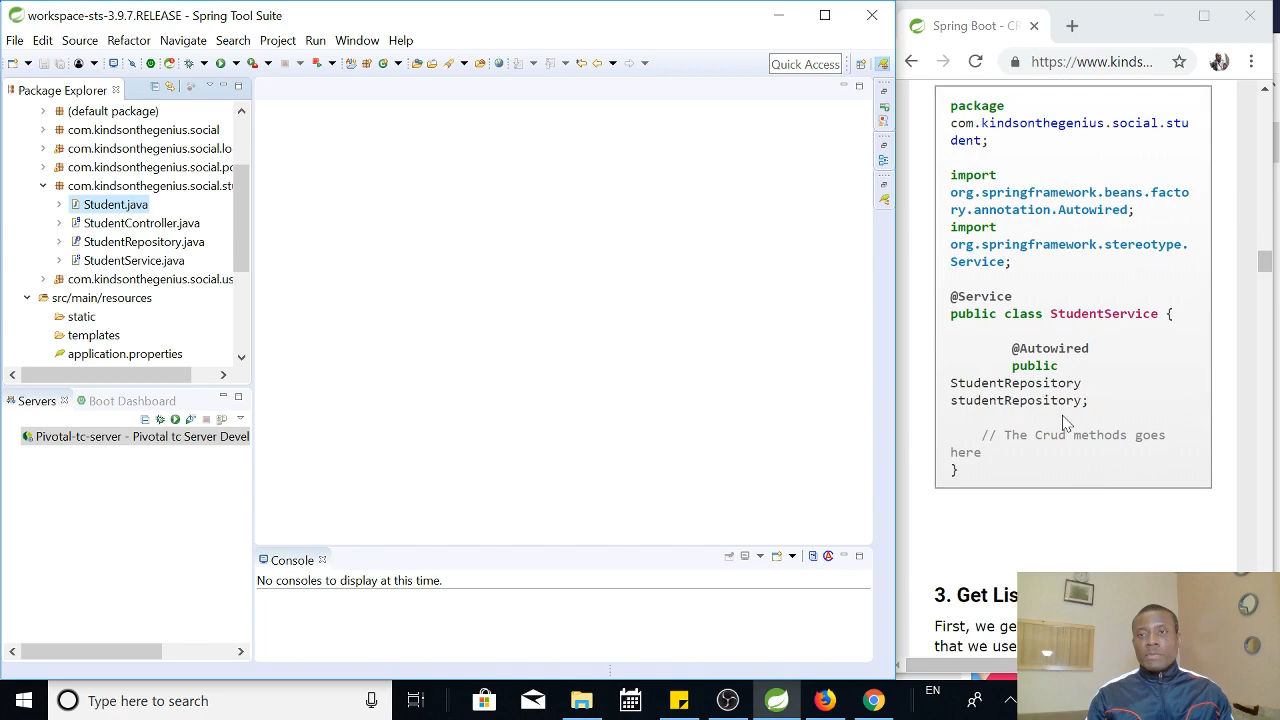 workspace-sts-3.9.7.RELEASE - Spring Tool Suite
File Edit Source Refactor Navigate Search Project Run Window Help
Quick Access
Package Explorer
(default package)
com.kindsonthegenius.social
com.kindsonthegenius.social.lo
com.kindsonthegenius.social.po
com.kindsonthegenius.social.st
Student.java
StudentController.java
StudentRepository.java
StudentService.java
com.kindsonthegenius.social.us
src/main/resources
static
templates
application.properties
Servers Boot Dashboard
Pivotal-tc-server - Pivotal tc Server Devel
Console
No consoles to display at this time.
Spring Boot - CR
https://www.kinds...
package
com.kindsonthegenius.social.stu
dent;
import
org.springframework.beans.facto
ry.annotation.Autowired;
import
org.springframework.stereotype.
Service;
@Service
public class StudentService {
@Autowired
public
StudentRepository
studentRepository;
// The Crud methods goes
here
}
3. Get Lis
First, we ge
that we use
Type here to search
EN